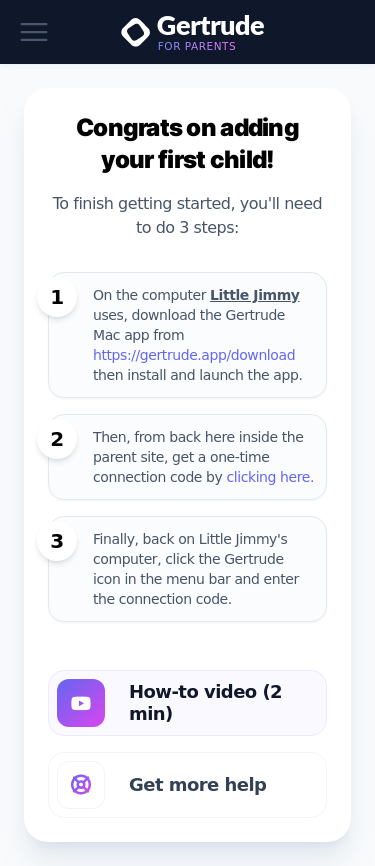 Gertrude
FOR PARENTS
Congrats on adding
your first child!
To finish getting started, you'll need
to do 3 steps:
1
On the computer Little Jimmy
uses, download the Gertrude
Mac app from
https://gertrude.app/download
then install and launch the app.
2
Then, from back here inside the
parent site, get a one-time
connection code by clicking here.
3
Finally, back on Little Jimmy's
computer, click the Gertrude
icon in the menu bar and enter
the connection code.
How-to video (2
min)
Get more help